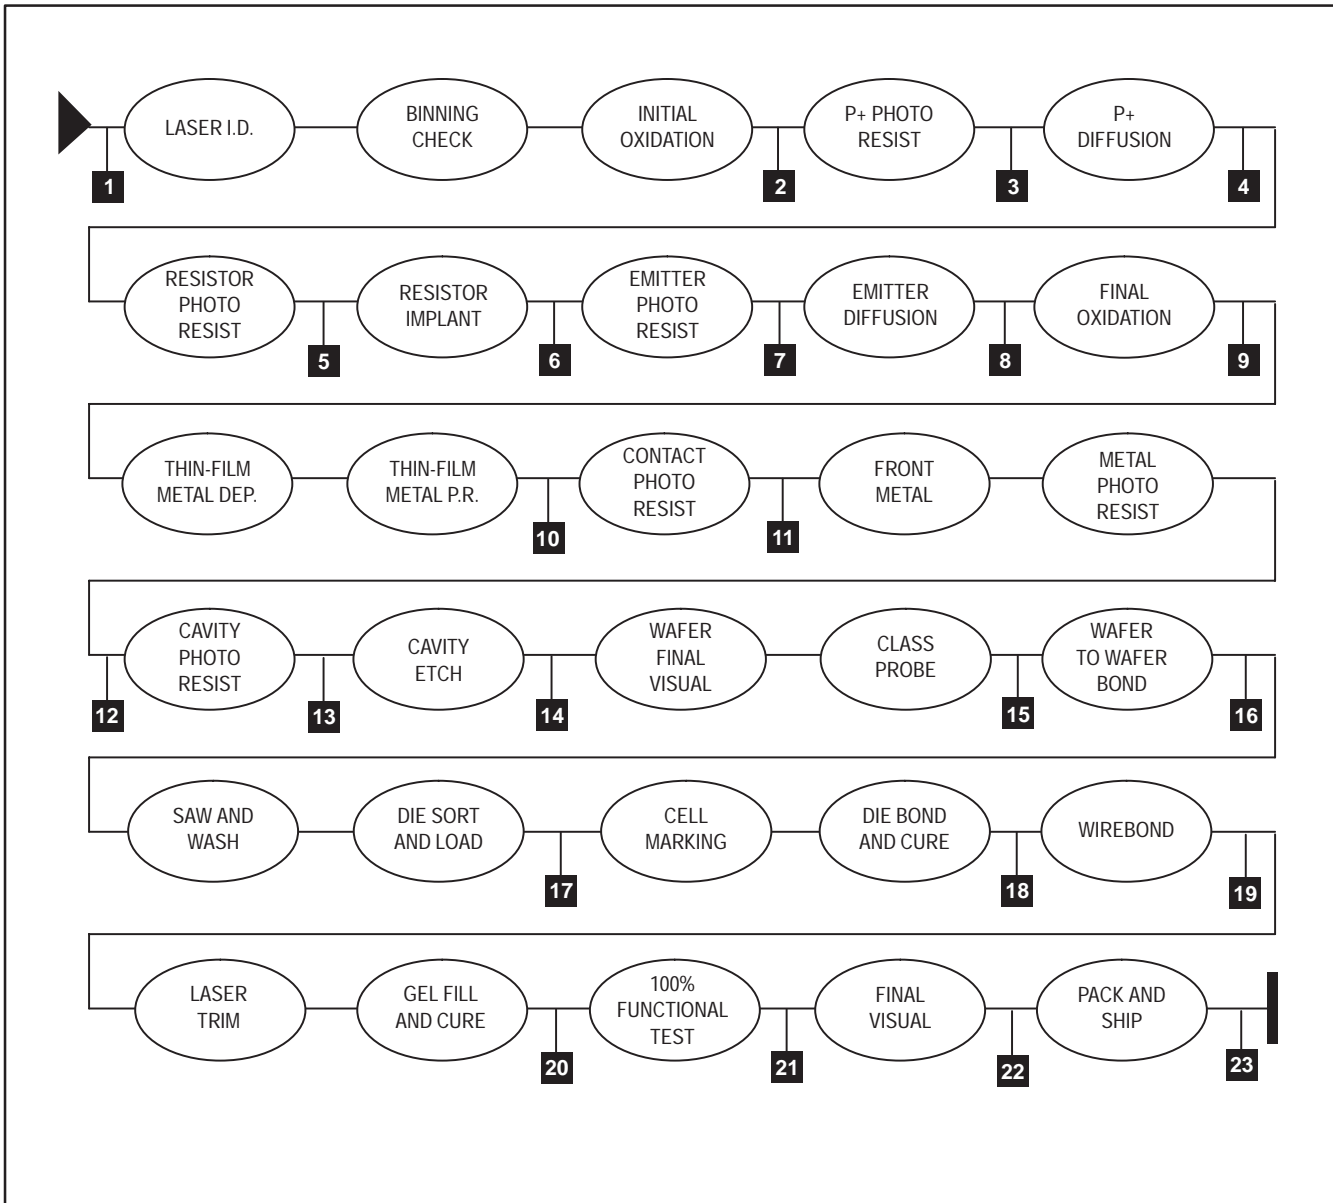 LASER I.D.
BINNING
CHECK
INITIAL
OXIDATION
P+ PHOTO
RESIST
P+
DIFFUSION
1
2
3
4
RESISTOR
PHOTO
RESIST
RESISTOR
IMPLANT
EMITTER
PHOTO
RESIST
EMITTER
DIFFUSION
FINAL
OXIDATION
5
6
7
8
9
THIN-FILM
METAL DEP.
THIN-FILM
METAL P.R.
CONTACT
PHOTO
RESIST
FRONT
METAL
METAL
PHOTO
RESIST
10
11
CAVITY
PHOTO
RESIST
CAVITY
ETCH
WAFER
FINAL
VISUAL
CLASS
PROBE
WAFER
TO WAFER
BOND
12
13
14
15
16
SAW AND
WASH
DIE SORT
AND LOAD
CELL
MARKING
DIE BOND
AND CURE
WIREBOND
17
18
19
LASER
TRIM
GEL FILL
AND CURE
100%
FUNCTIONAL
TEST
FINAL
VISUAL
PACK AND
SHIP
20
21
22
23